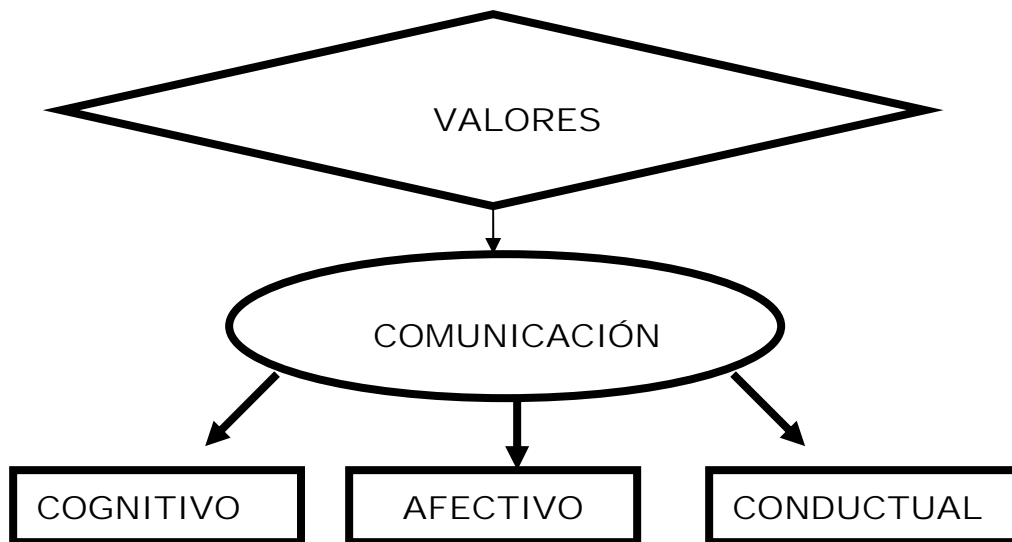 VALORES
COMUNICACIÓN
COGNITIVO
AFECTIVO
CONDUCTUAL